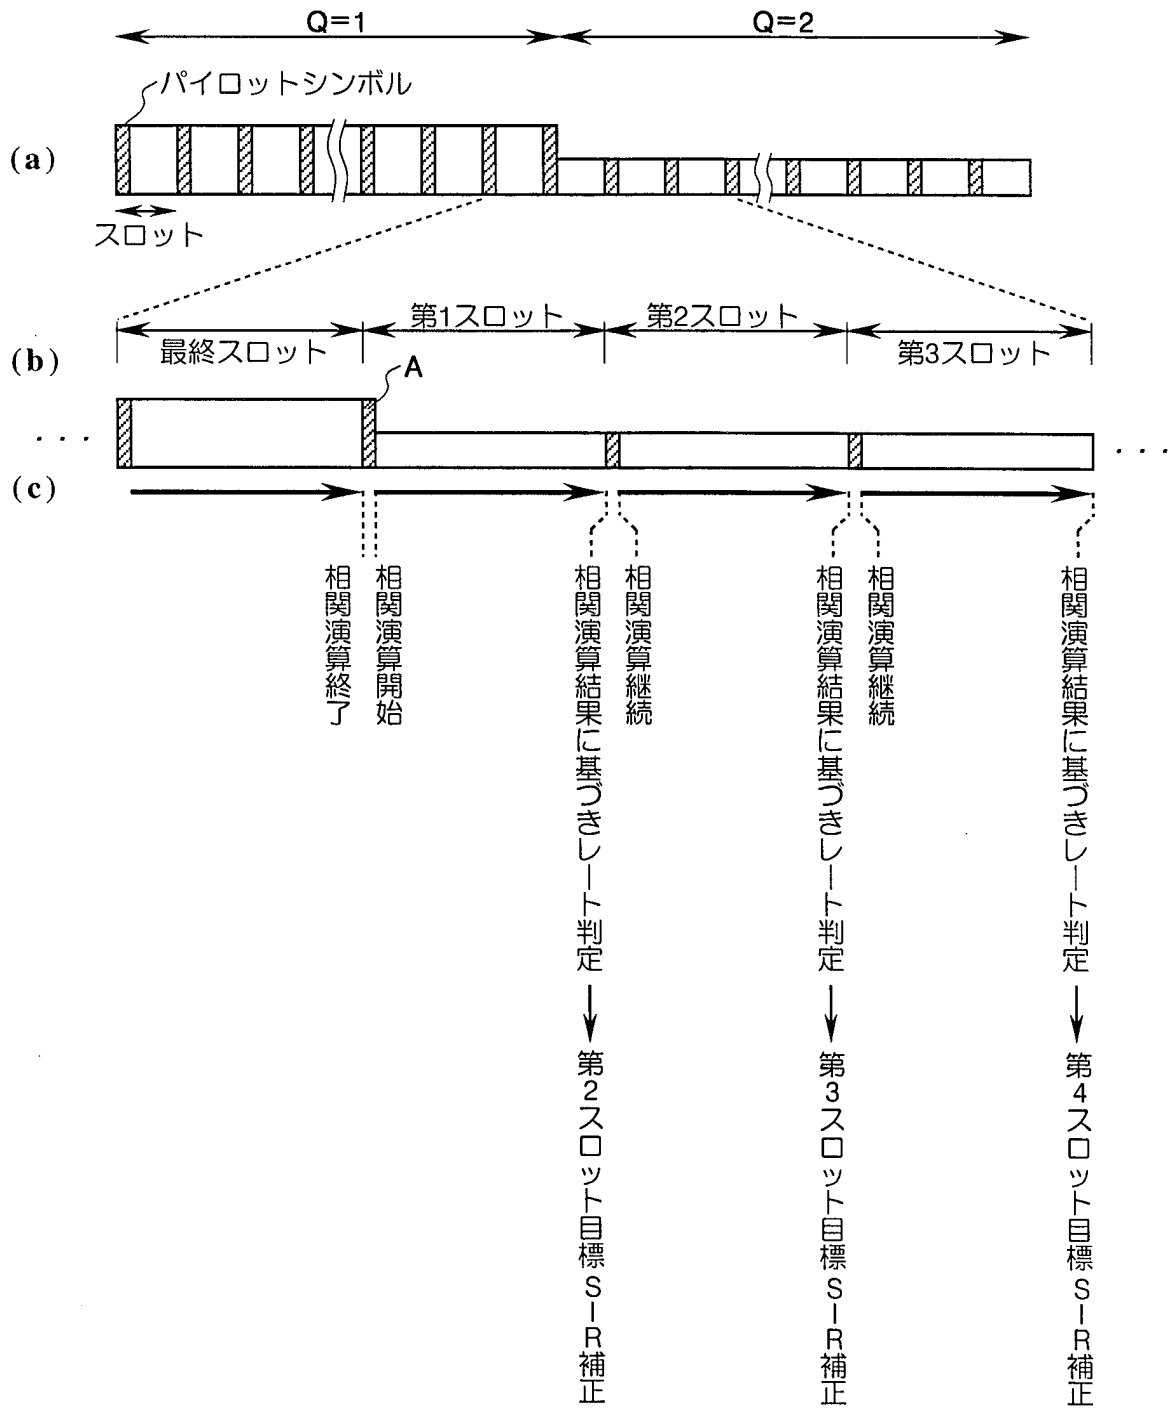 Q=1
Q=2
パイロットシンボル
(a)
スロット
第1スロット
第2スロット
最終スロット
第3スロット
(b)
A
・・・
・・・
(c)
相関演算終了
相関演算開始
相関演算結果に基づきレート判定
第2スロット目標SIR補正
相関演算継続
相関演算結果に基づきレート判定
第3スロット目標SIR補正
相関演算継続
相関演算結果に基づきレート判定
第4スロット目標SIR補正